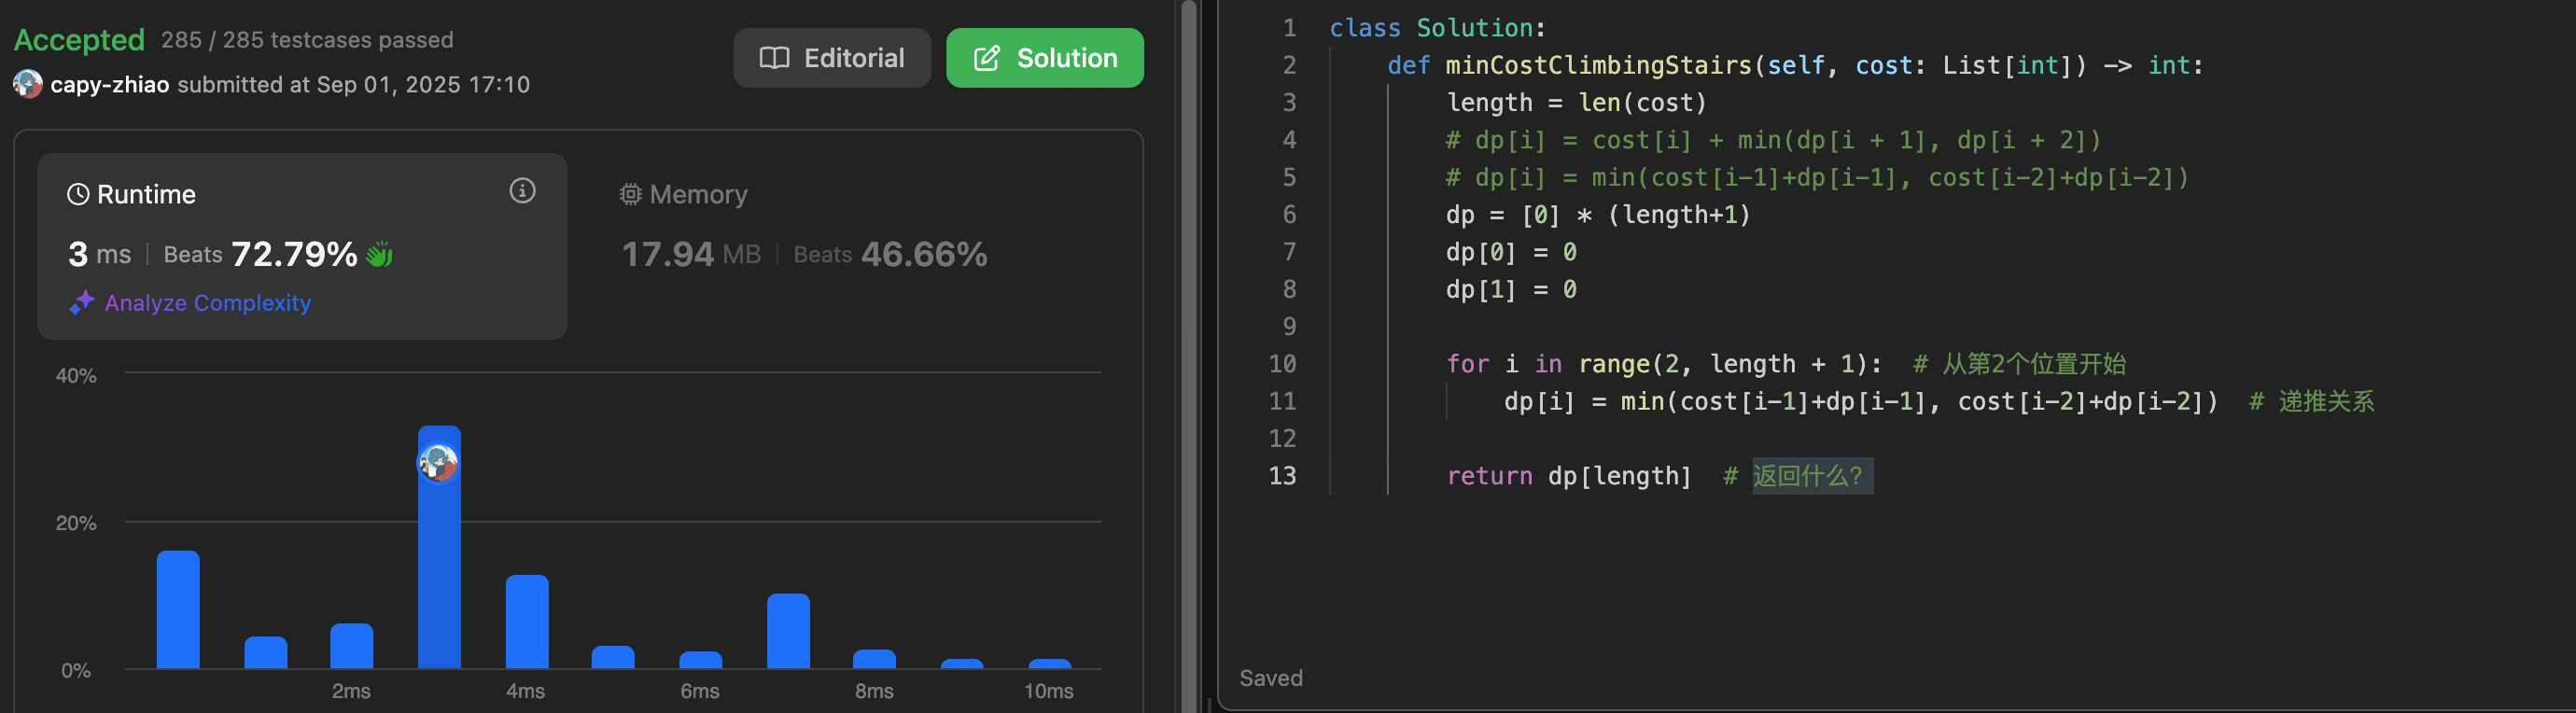 Accepted 285 / 285 testcases passed
capy-zhiao submitted at Sep 01, 2025 17:10
Editorial
Solution
Runtime
3 ms | Beats 72.79%
Analyze Complexity
Memory
17.94 MB | Beats 46.66%
40%
20%
0%
2ms 4ms 6ms 8ms 10ms
1 class Solution:
2     def minCostClimbingStairs(self, cost: List[int]) -> int:
3         length = len(cost)
4         # dp[i] = cost[i] + min(dp[i + 1], dp[i + 2])
5         # dp[i] = min(cost[i-1]+dp[i-1], cost[i-2]+dp[i-2])
6         dp = [0] * (length+1)
7         dp[0] = 0
8         dp[1] = 0
9
10         for i in range(2, length + 1):  # 从第2个位置开始
11             dp[i] = min(cost[i-1]+dp[i-1], cost[i-2]+dp[i-2])  # 递推关系
12
13         return dp[length]  # 返回什么?
Saved